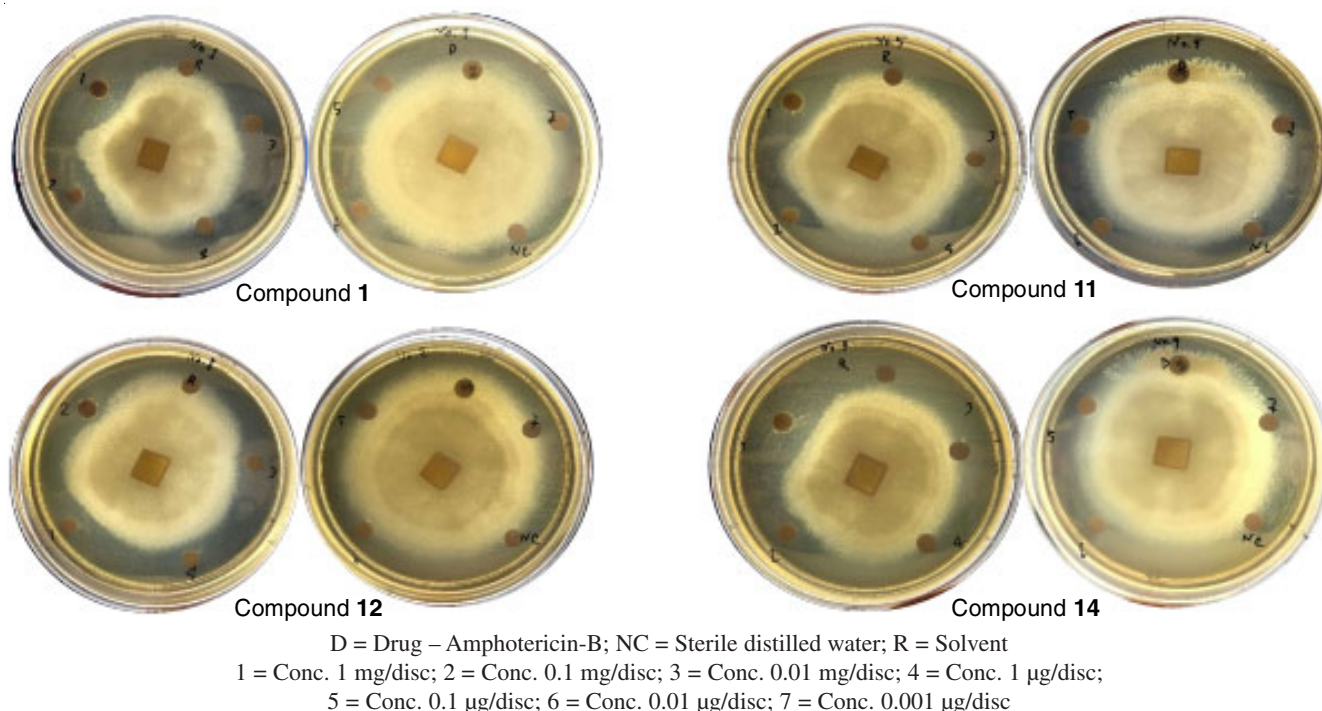 Compound 1
Compound 11
Compound 12
Compound 14
D = Drug – Amphotericin-B; NC = Sterile distilled water; R = Solvent
1 = Conc. 1 mg/disc; 2 = Conc. 0.1 mg/disc; 3 = Conc. 0.01 mg/disc; 4 = Conc. 1 µg/disc;
5 = Conc. 0.1 µg/disc; 6 = Conc. 0.01 µg/disc; 7 = Conc. 0.001 µg/disc